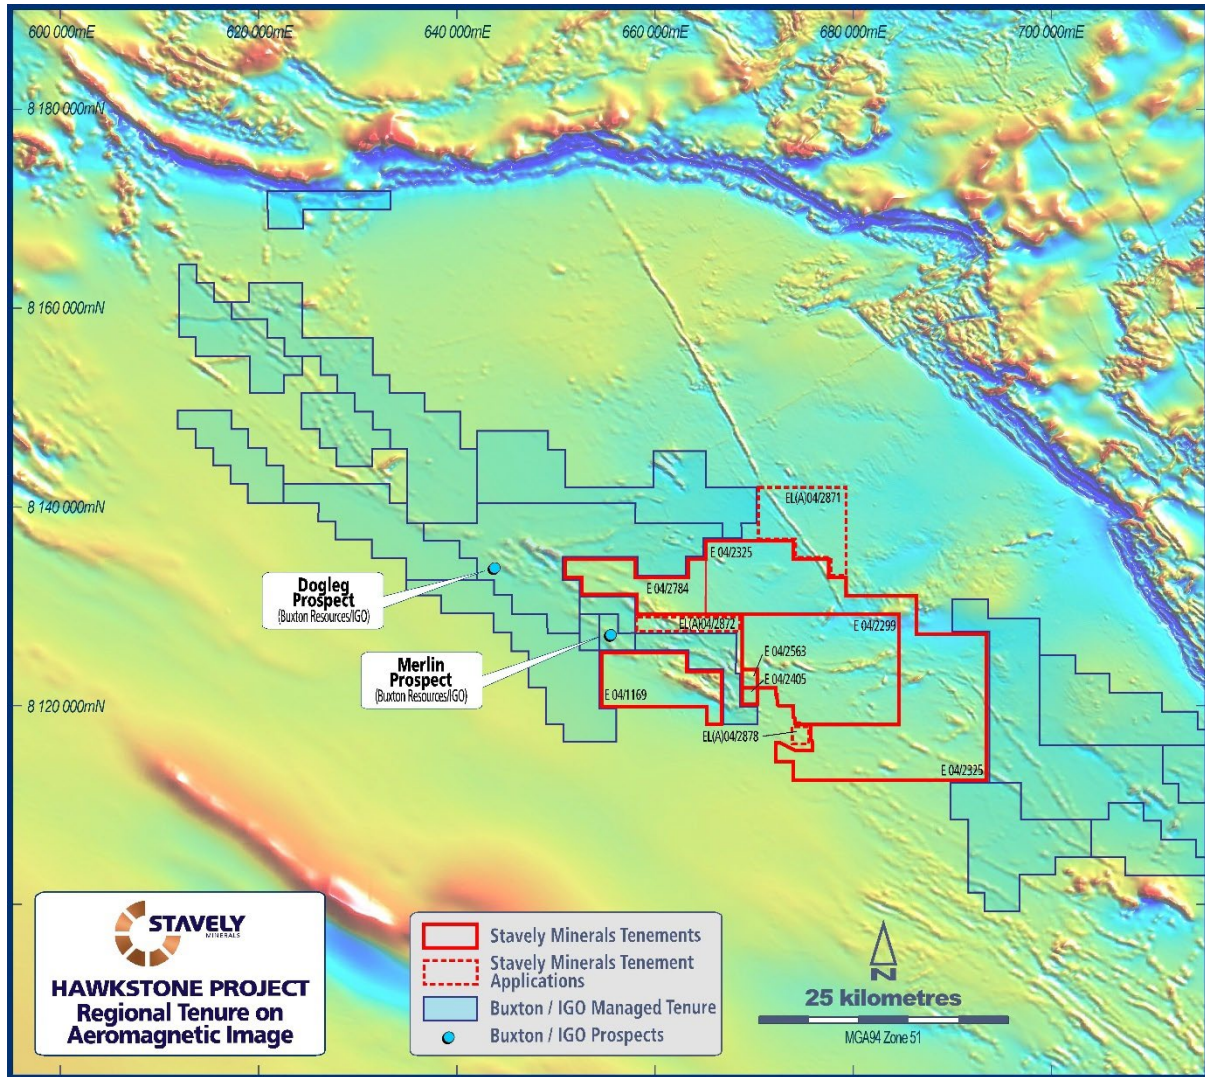 600 000mE
620 000mE
640 000mE
660 000mE
680 000mE
700 000mE
8 180 000mN
8 160 000mN
8 140 000mN
8 120 000mN
EL(A)04/2871
E 04/2325
E 04/2784
EL(A)04/2872
E 04/2299
E 04/2563
E 04/2405
E 04/1169
EL(A)04/2878
E 04/2325
Dogleg
Prospect
(Buxton Resources/IGO)
Merlin
Prospect
(Buxton Resources/IGO)
STAVELY
MINERALS
HAWKSTONE PROJECT
Regional Tenure on
Aeromagnetic Image
Stavely Minerals Tenements
Stavely Minerals Tenement
Applications
Buxton / IGO Managed Tenure
Buxton / IGO Prospects
N
25 kilometres
MGA94 Zone 51